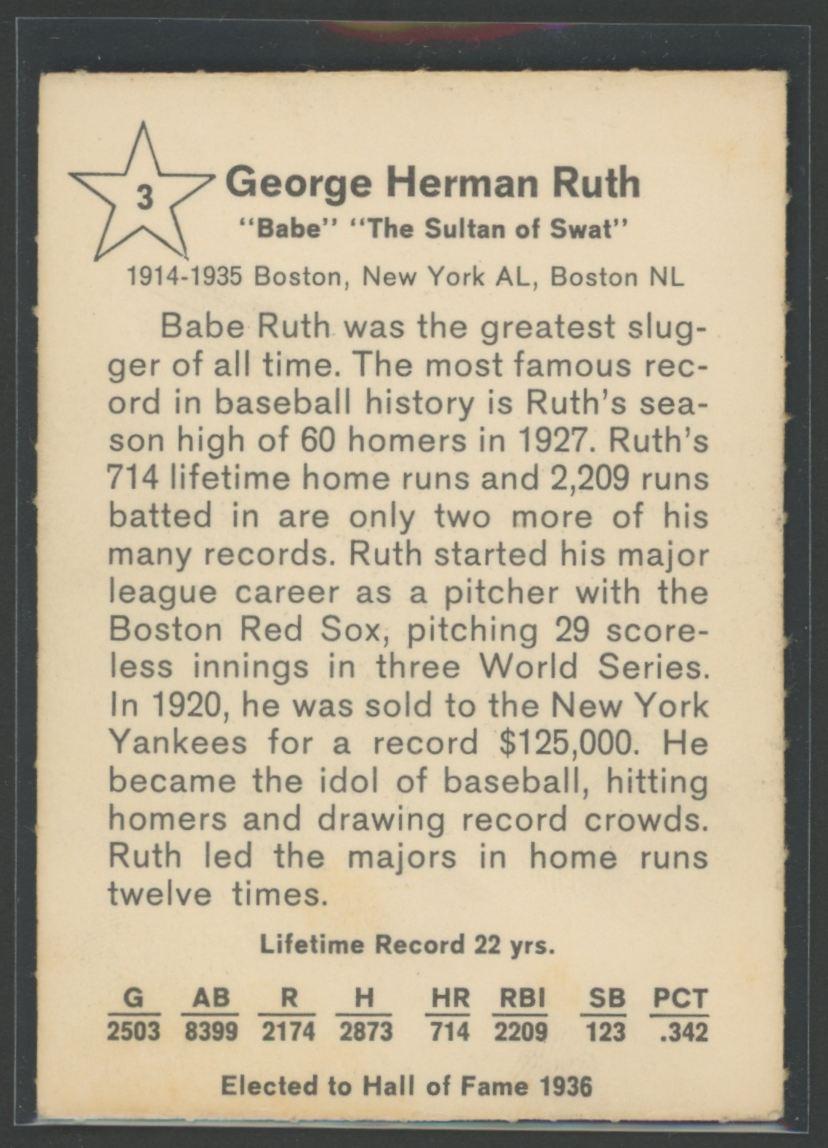 3
George Herman Ruth
"Babe" "The Sultan of Swat"
1914-1935 Boston, New York AL, Boston NL
Babe Ruth was the greatest slug-
ger of all time. The most famous rec-
ord in baseball history is Ruth's sea-
son high of 60 homers in 1927. Ruth's
714 lifetime home runs and 2,209 runs
batted in are only two more of his
many records. Ruth started his major
league career as a pitcher with the
Boston Red Sox, pitching 29 score-
less innings in three World Series.
In 1920, he was sold to the New York
Yankees for a record $125,000. He
became the idol of baseball, hitting
homers and drawing record crowds.
Ruth led the majors in home runs
twelve times.
Lifetime Record 22 yrs.
G AB R H HR RBI SB PCT
2503 8399 2174 2873 714 2209 123 .342
Elected to Hall of Fame 1936